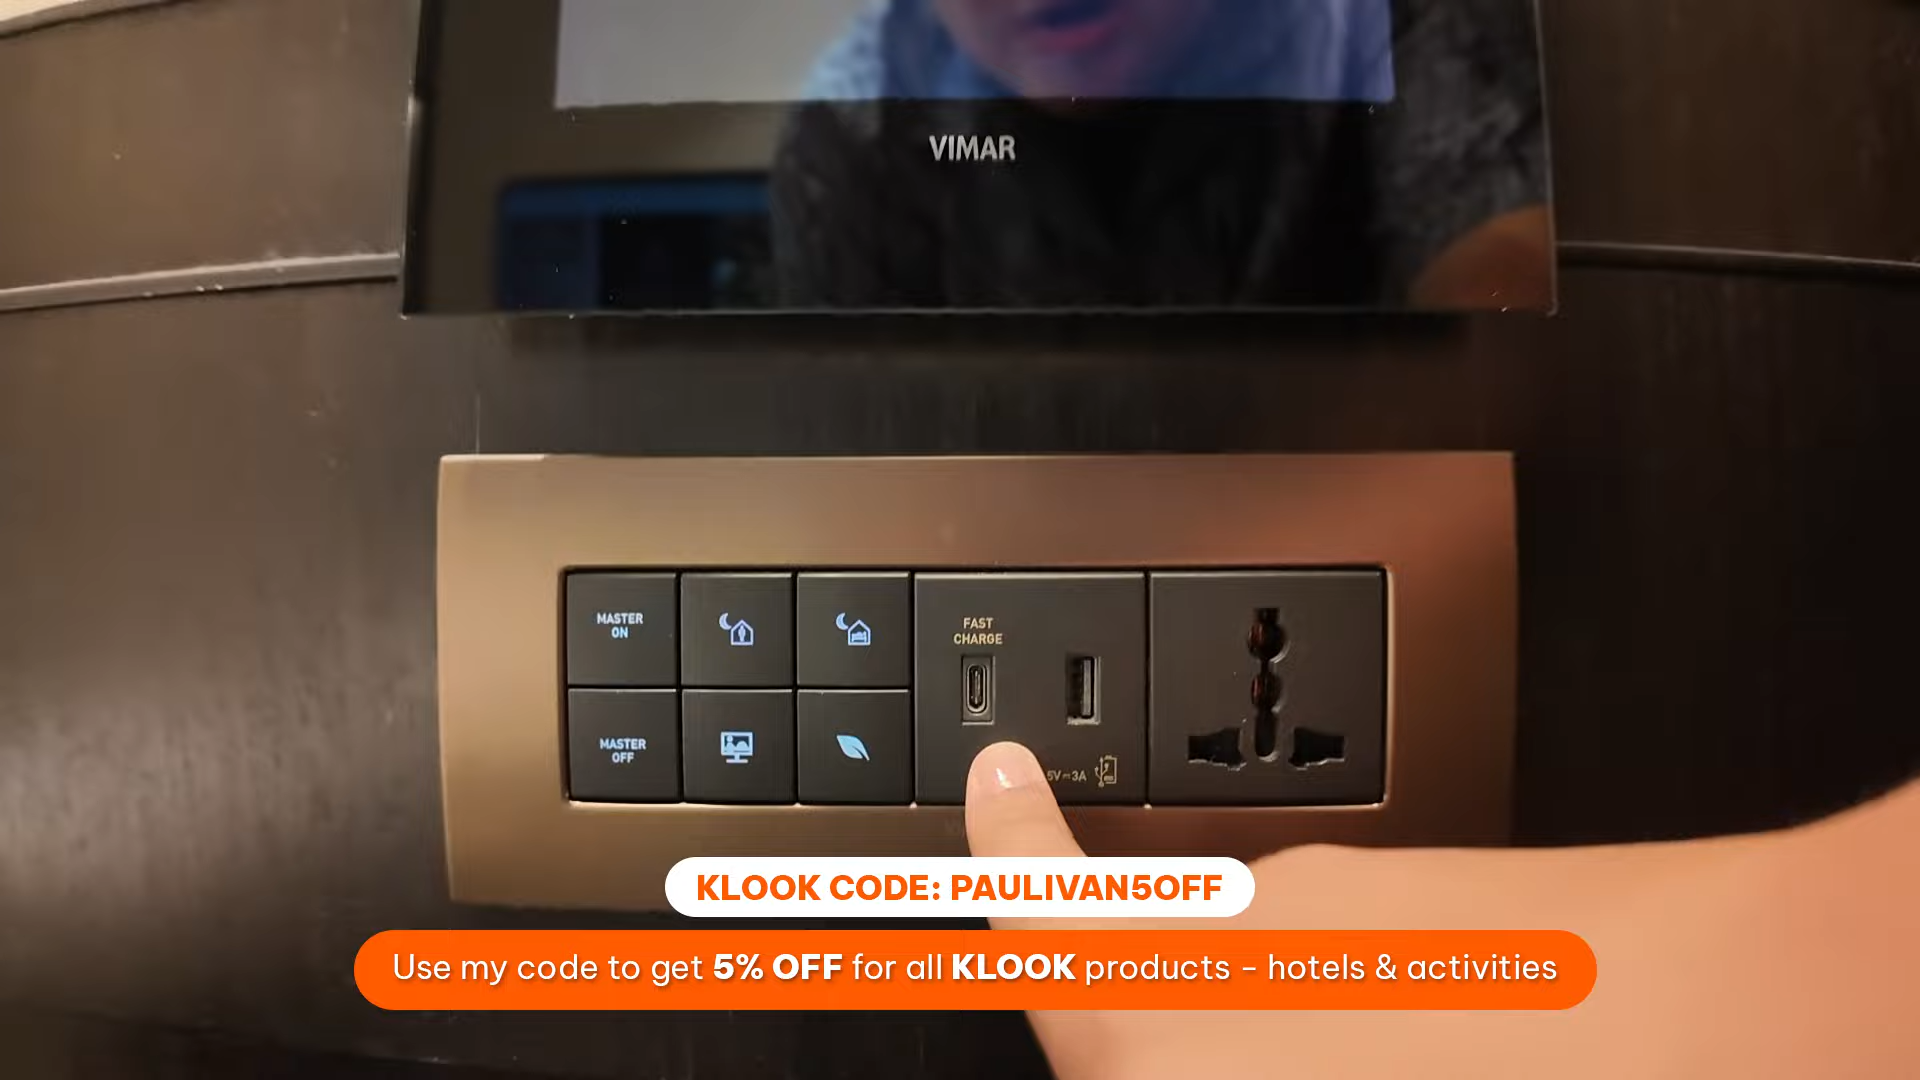 VIMAR
MASTER
ON
FAST
CHARGE
MASTER
OFF
5V⎓3A
KLOOK CODE: PAULIVAN5OFF
Use my code to get 5% OFF for all KLOOK products - hotels & activities